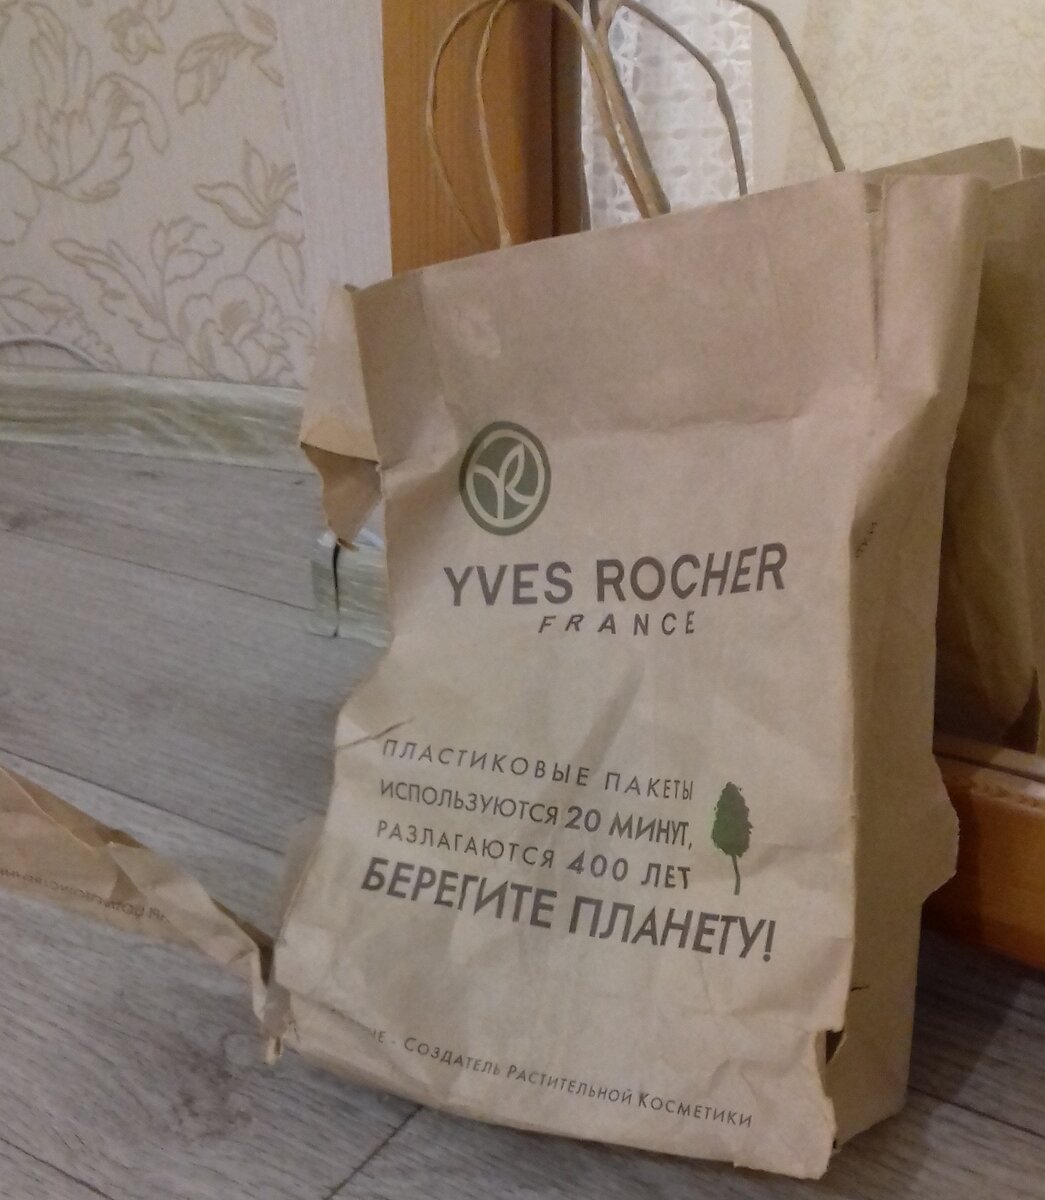 YVES ROCHER
FRANCE
ПЛАСТИКОВЫЕ ПАКЕТЫ
ИСПОЛЬЗУЮТСЯ 20 МИНУТ,
РАЗЛАГАЮТСЯ 400 ЛЕТ
БЕРЕГИТЕ ПЛАНЕТУ!
- СОЗДАТЕЛЬ РАСТИТЕЛЬНОЙ КОСМЕТИКИ